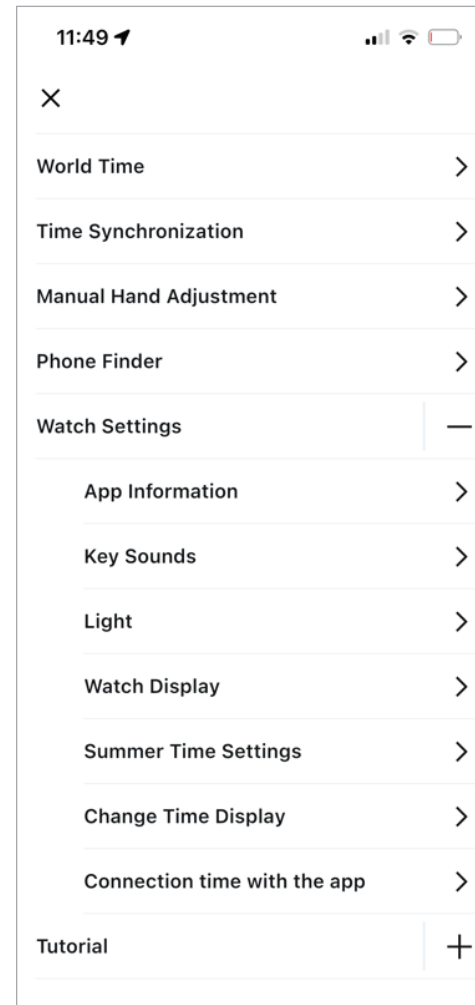 11:49
World Time
Time Synchronization
Manual Hand Adjustment
Phone Finder
Watch Settings
App Information
Key Sounds
Light
Watch Display
Summer Time Settings
Change Time Display
Connection time with the app
Tutorial